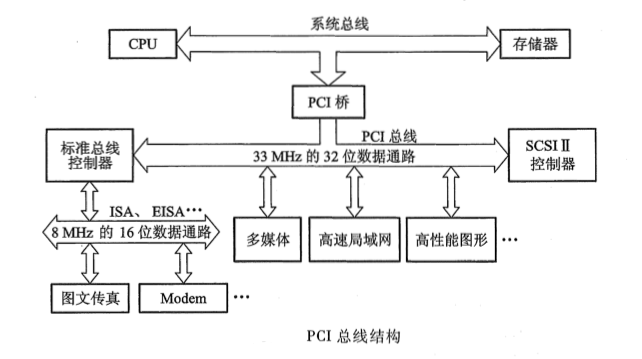 系统总线
CPU
存储器
PCI 桥
PCI 总线
标准总线
控制器
33 MHz 的 32 位数据通路
SCSI Ⅱ
控制器
ISA、 EISA…
8 MHz 的 16 位数据通路
多媒体
高速局域网
高性能图形
…
图文传真
Modem
…
PCI 总线结构